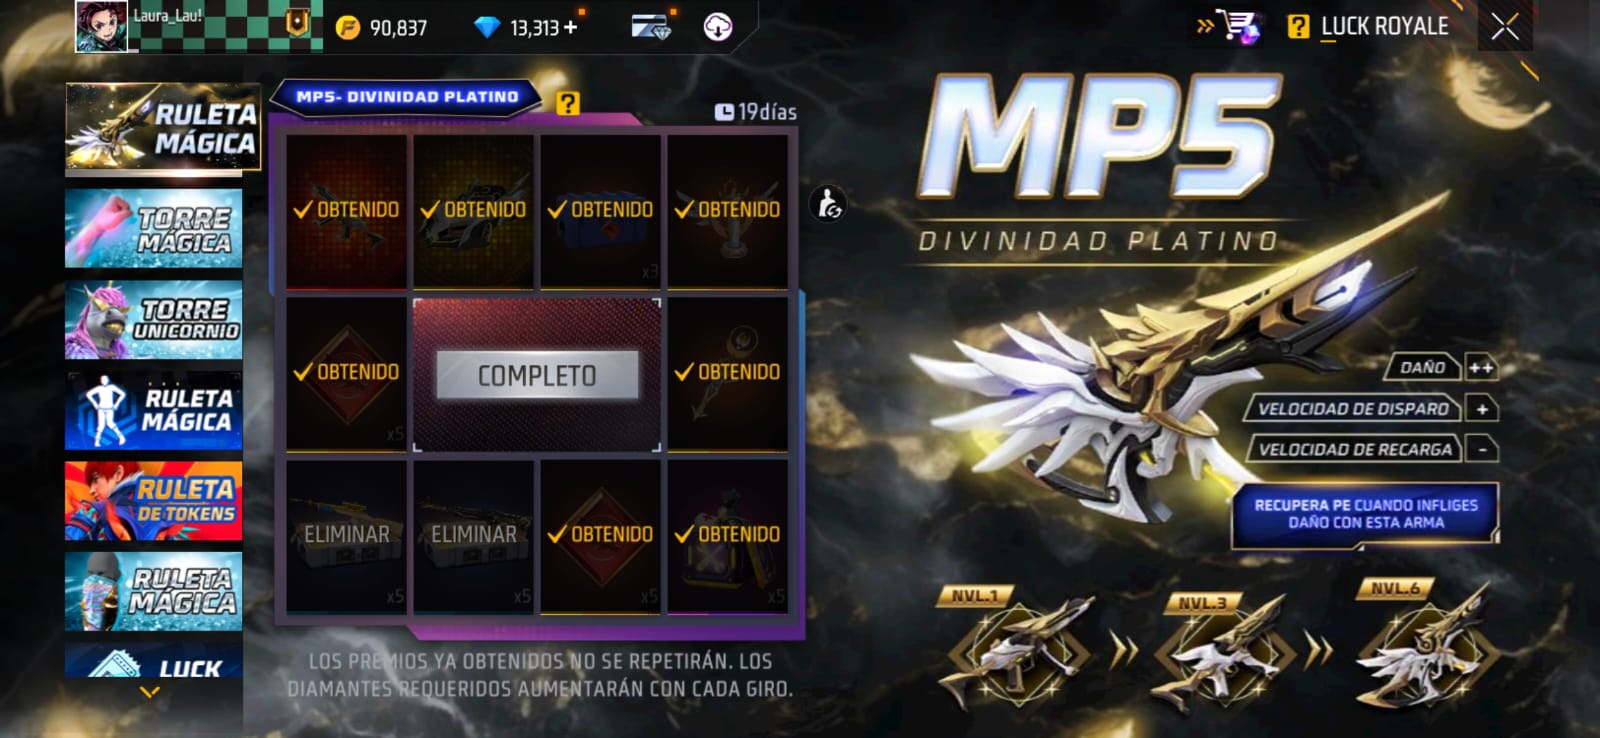 Laura_Lau!
90,837
13,313 +
? LUCK ROYALE
RULETA
MÁGICA
TORRE
MÁGICA
TORRE
UNICORNIO
RULETA
MÁGICA
RULETA
DE TOKENS
RULETA
MÁGICA
LUCK
MP5- DIVINIDAD PLATINO
?
19días
OBTENIDO
OBTENIDO
OBTENIDO
x3
OBTENIDO
OBTENIDO
x5
COMPLETO
OBTENIDO
ELIMINAR
x5
ELIMINAR
x5
OBTENIDO
x5
OBTENIDO
x5
LOS PREMIOS YA OBTENIDOS NO SE REPETIRÁN. LOS
DIAMANTES REQUERIDOS AUMENTARÁN CON CADA GIRO.
MP5
DIVINIDAD PLATINO
DAÑO ++
VELOCIDAD DE DISPARO +
VELOCIDAD DE RECARGA -
RECUPERA PE CUANDO INFLIGES
DAÑO CON ESTA ARMA
NVL.1
NVL.3
NVL.6